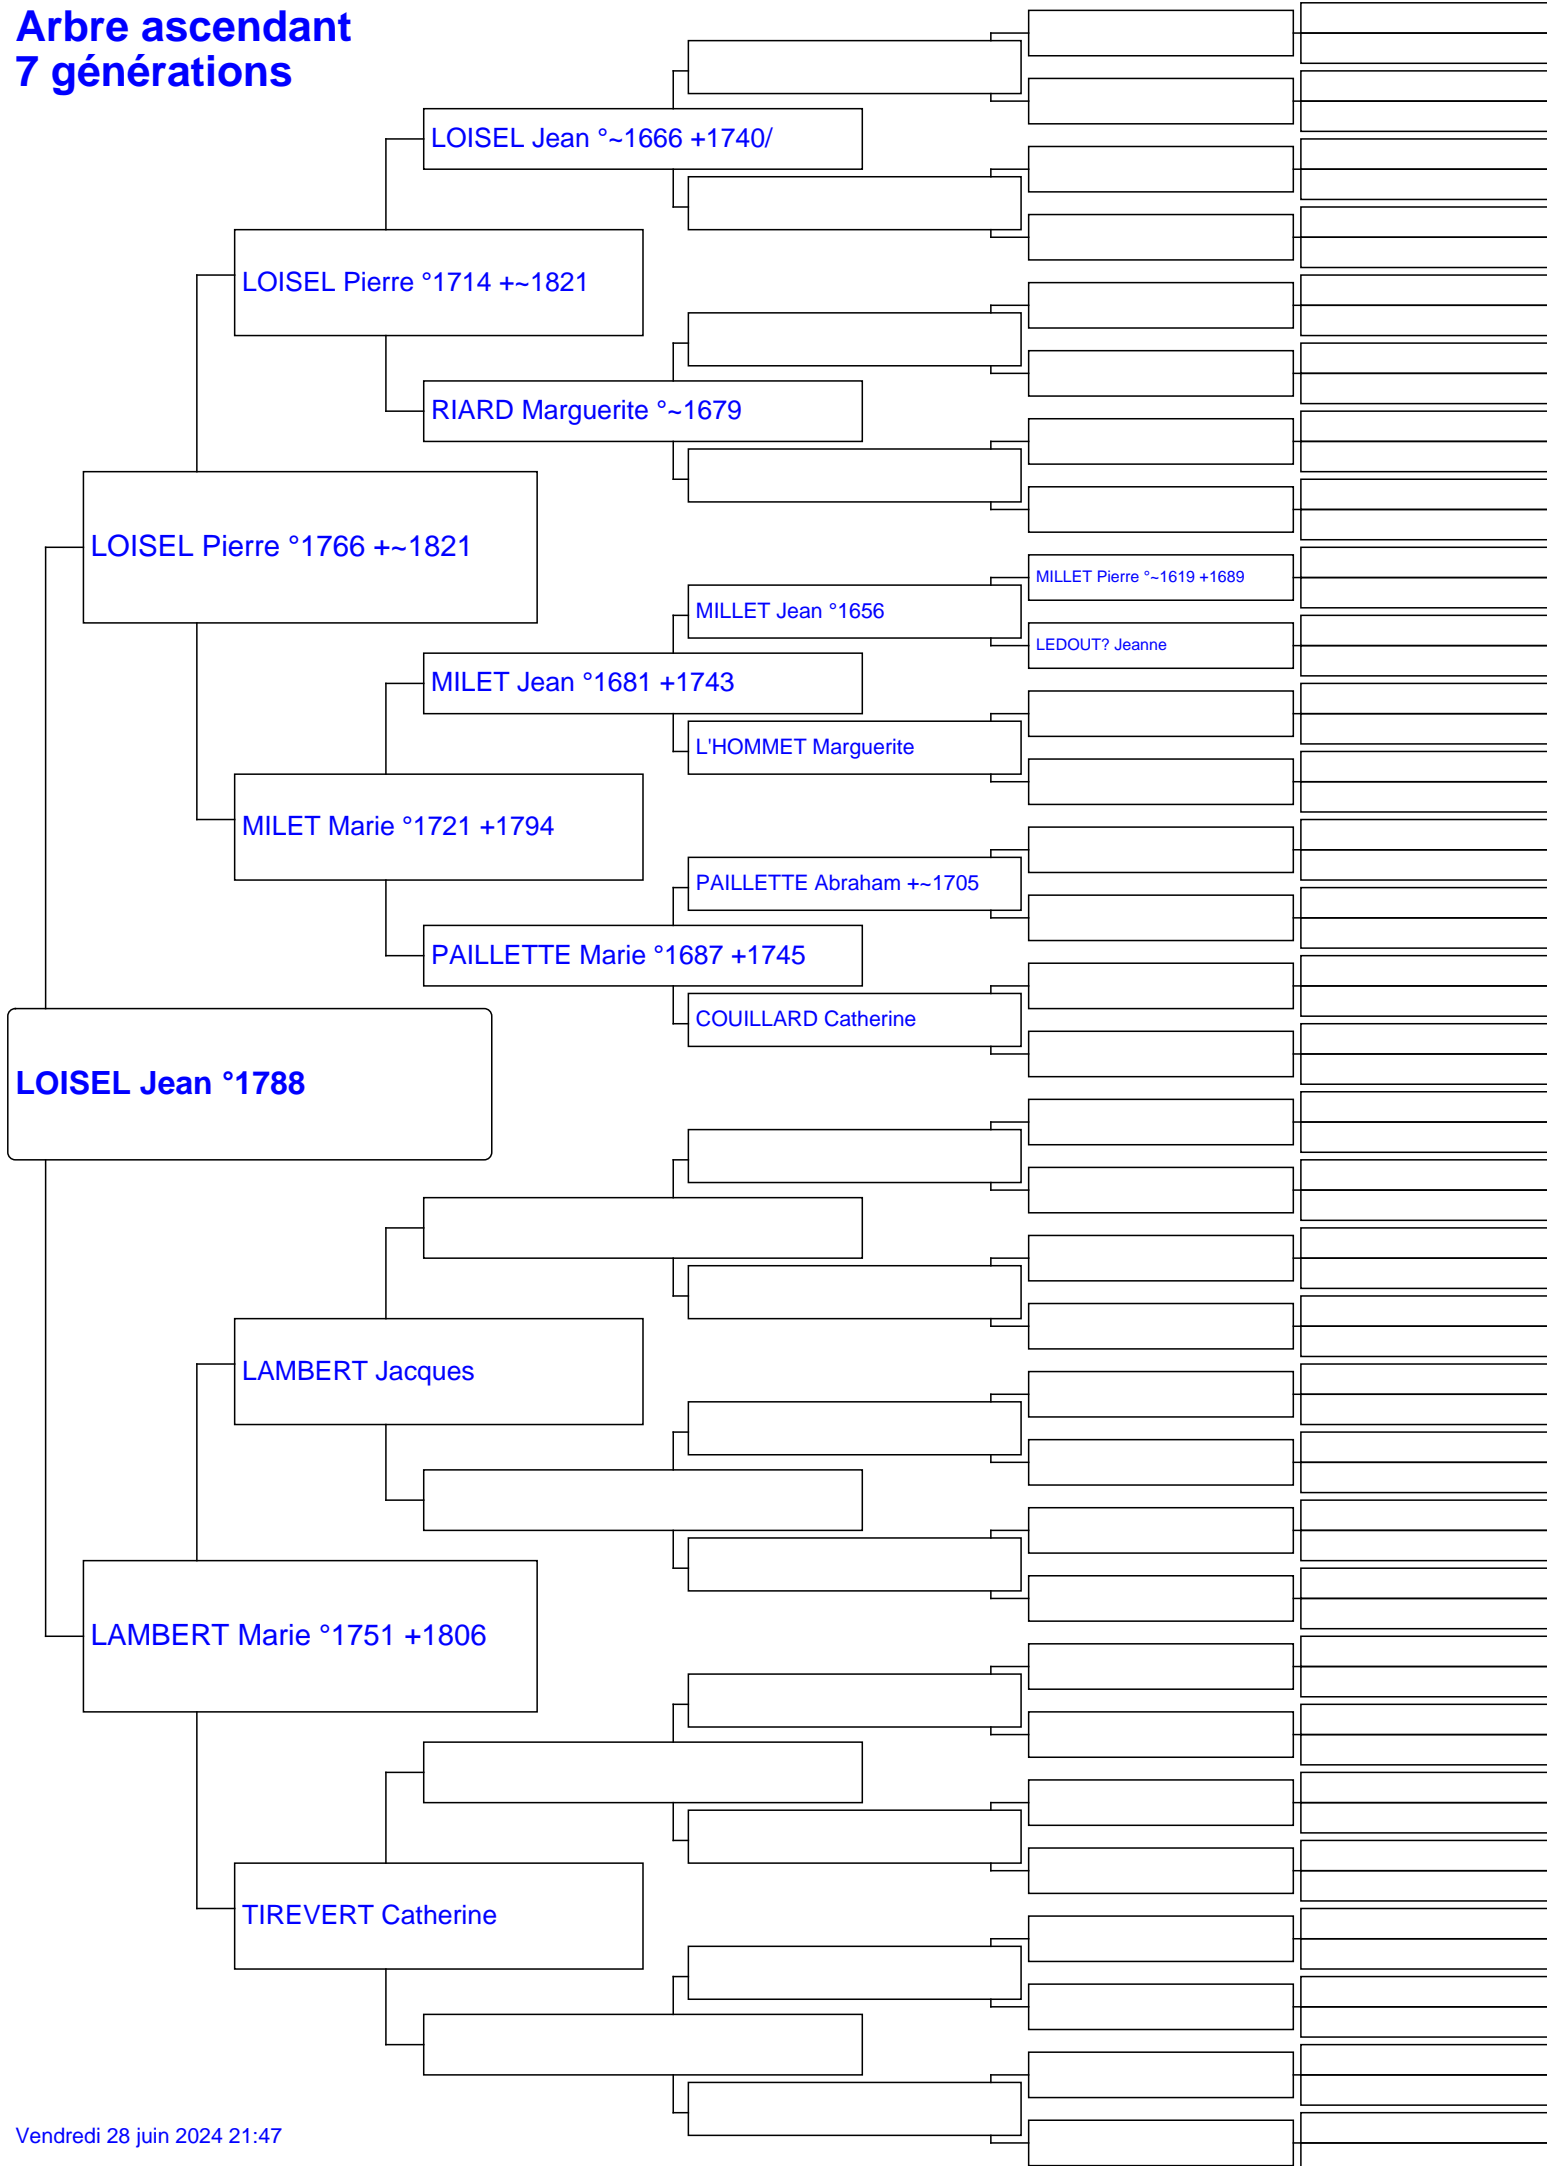 Arbre ascendant
7 générations
LOISEL Jean °~1666 +1740/
LOISEL Pierre °1714 +~1821
RIARD Marguerite °~1679
LOISEL Pierre °1766 +~1821
MILLET Pierre °~1619 +1689
MILLET Jean °1656
LEDOUT? Jeanne
MILET Jean °1681 +1743
L'HOMMET Marguerite
MILET Marie °1721 +1794
PAILLETTE Abraham +~1705
PAILLETTE Marie °1687 +1745
COUILLARD Catherine
LOISEL Jean °1788
LAMBERT Jacques
LAMBERT Marie °1751 +1806
TIREVERT Catherine
Vendredi 28 juin 2024 21:47